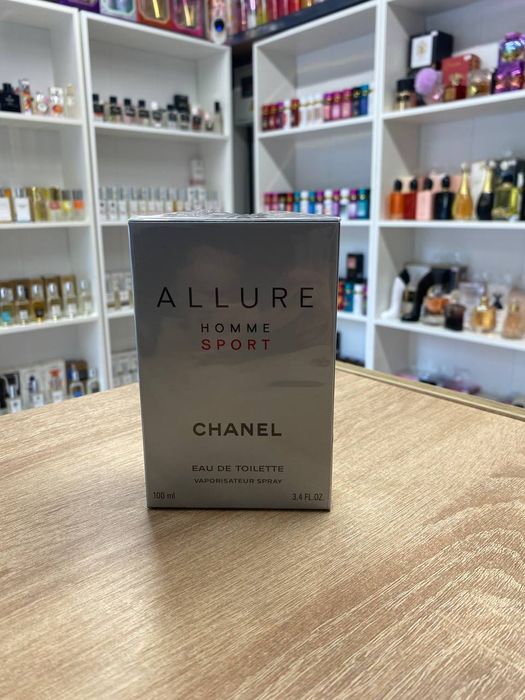 ALLURE
HOMME
SPORT
CHANEL
EAU DE TOILETTE
VAPORISATEUR SPRAY
100 ml 3,4 FL.OZ.